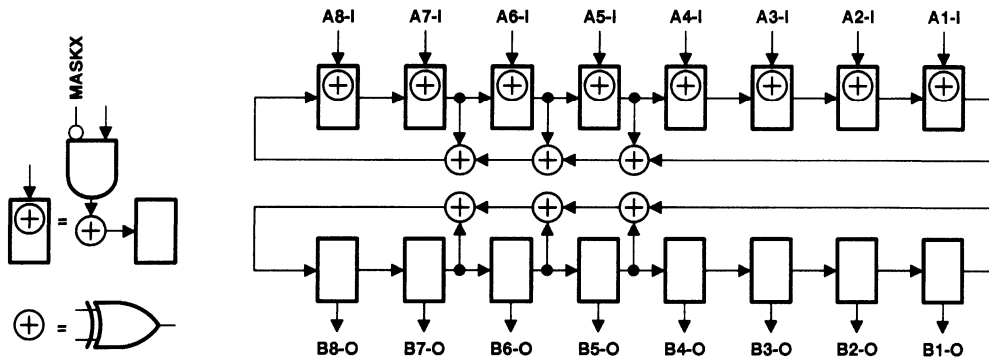 A8-I A7-I A6-I A5-I A4-I A3-I A2-I A1-I
MASKX
=
=
B8-O B7-O B6-O B5-O B4-O B3-O B2-O B1-O